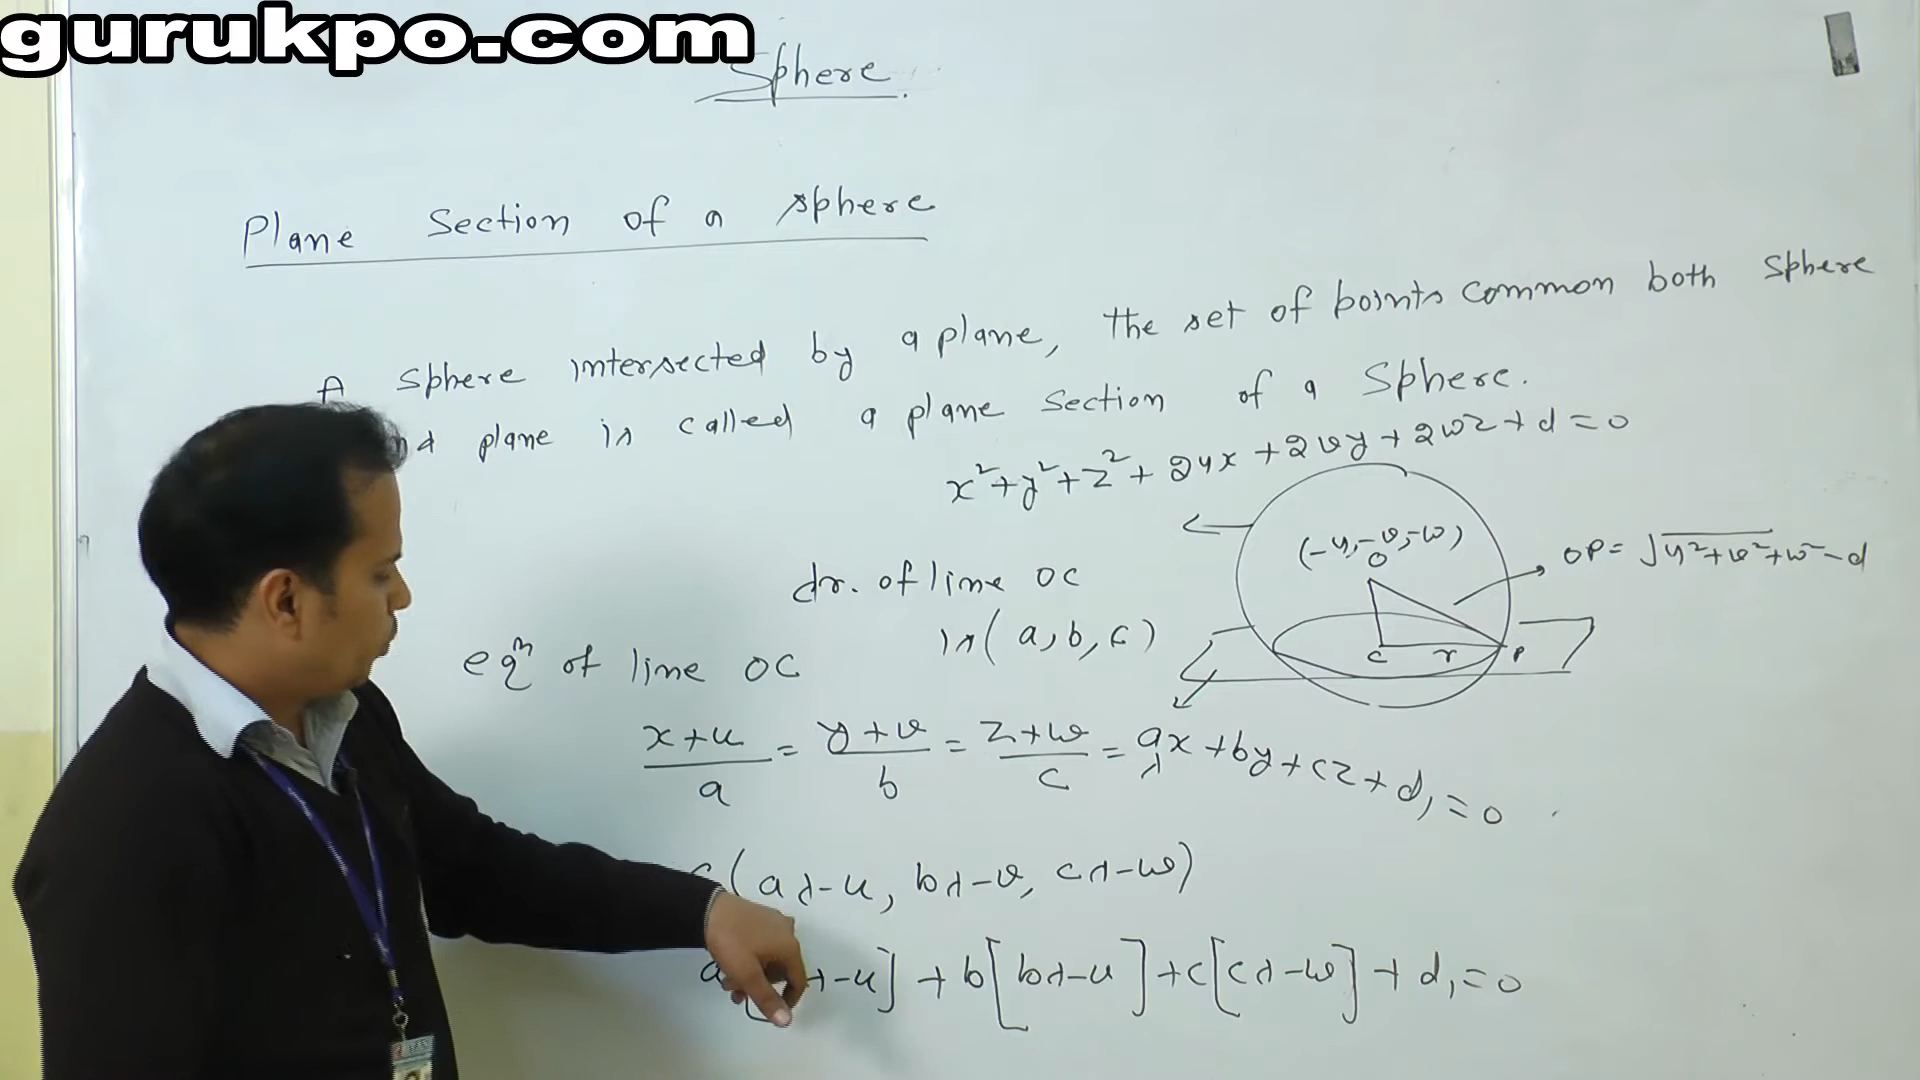 gurukpo.com
Sphere.
Plane Section of a sphere
A sphere intersected by a plane, the set of points common both sphere
plane is called a plane section of a sphere.
x²+y²+z²+2ux+2vy+2wz+d=0
(-u,-v,-w)
O
OP=√u²+v²+w²-d
dr. of line OC
is (a,b,c)
C r P
eqⁿ of line OC
x+u/a = y+v/b = z+w/c = λ
ax+by+cz+d₁=0
(aλ-u, bλ-v, cλ-w)
λ-u]+b[bλ-u]+c[cλ-w]+d₁=0